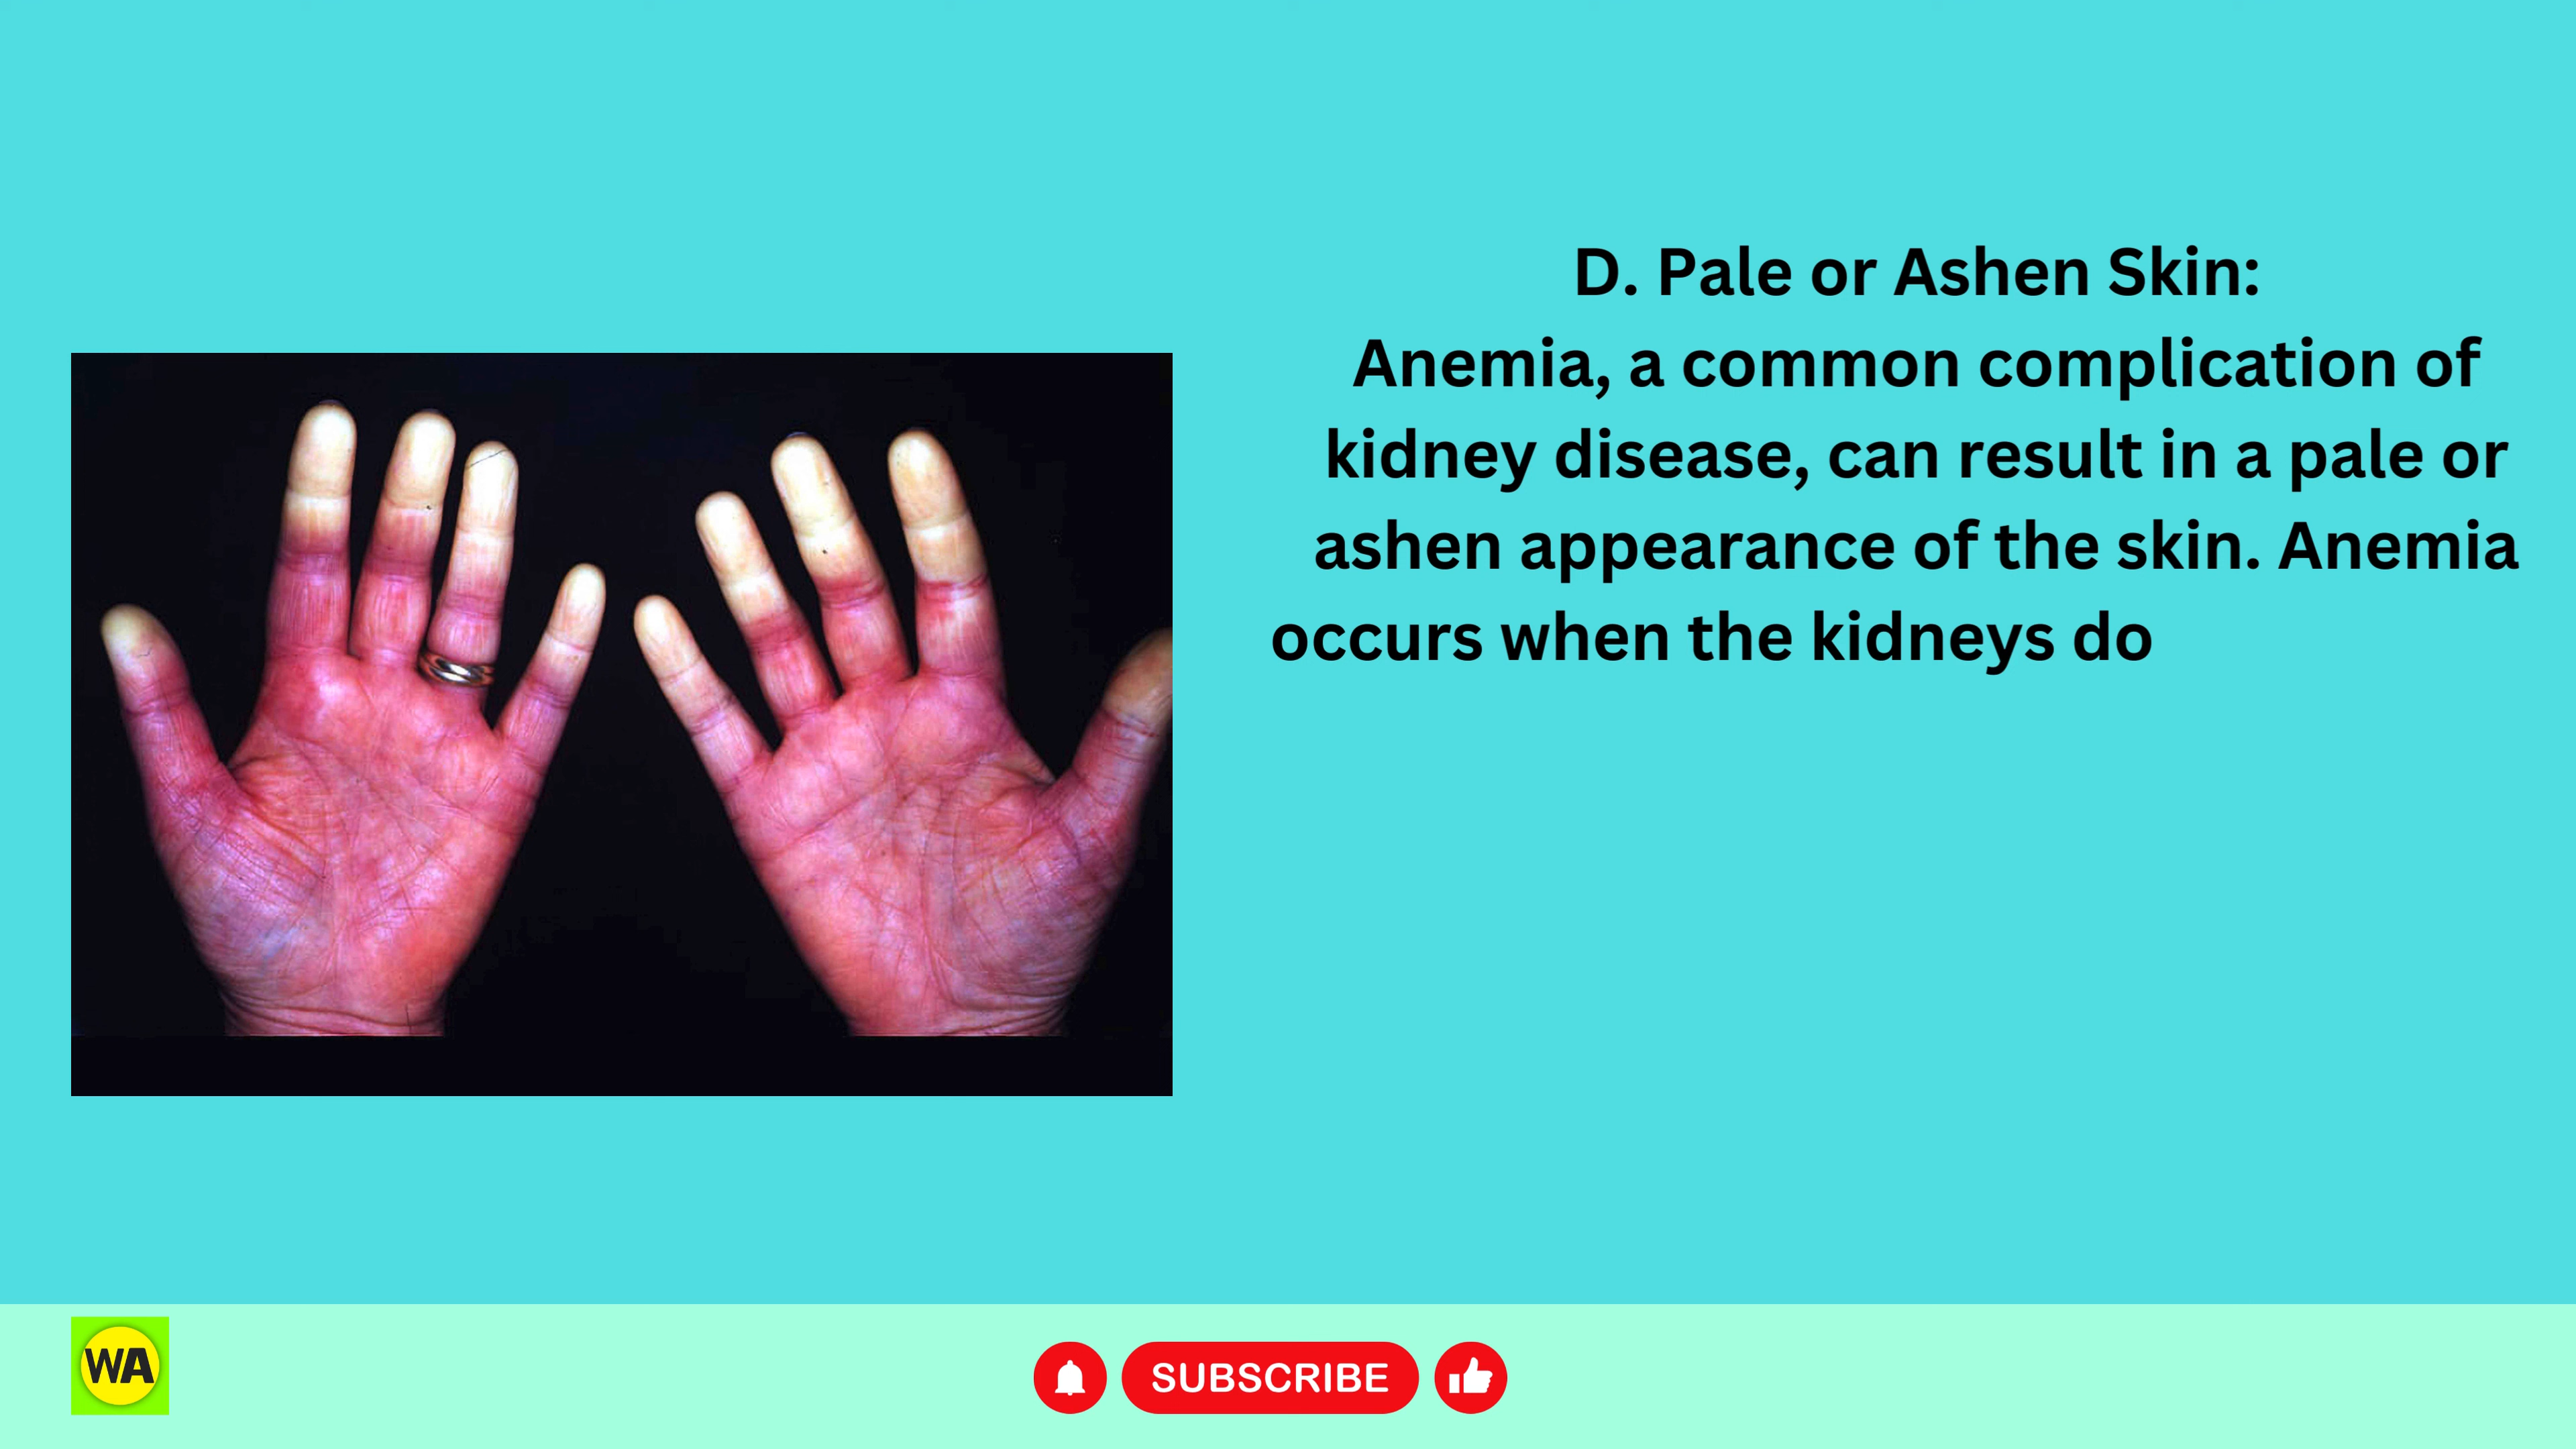 D. Pale or Ashen Skin:
Anemia, a common complication of
kidney disease, can result in a pale or
ashen appearance of the skin. Anemia
occurs when the kidneys do
WA
SUBSCRIBE